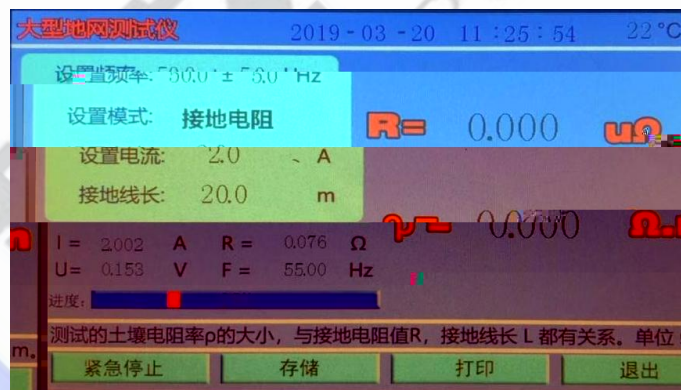 大型地网测试仪 2019-03-20 11:25:54 22℃
设置频率: ± Hz
设置模式: 接地电阻
R= 0.000 uΩ
设置电流: 2.0 A
接地线长: 20.0 m
0.000
I = 2.002 A R = 0.076 Ω
U= 0.153 V F = 55.00 Hz
进度:
测试的土壤电阻率ρ的大小，与接地电阻值R，接地线长 L 都有关系。单位
m.
紧急停止 存储 打印 退出